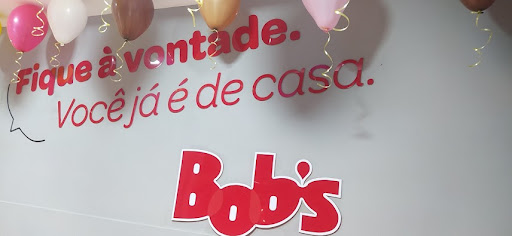 Fique à vontade.
Você já é de casa.
Bob's